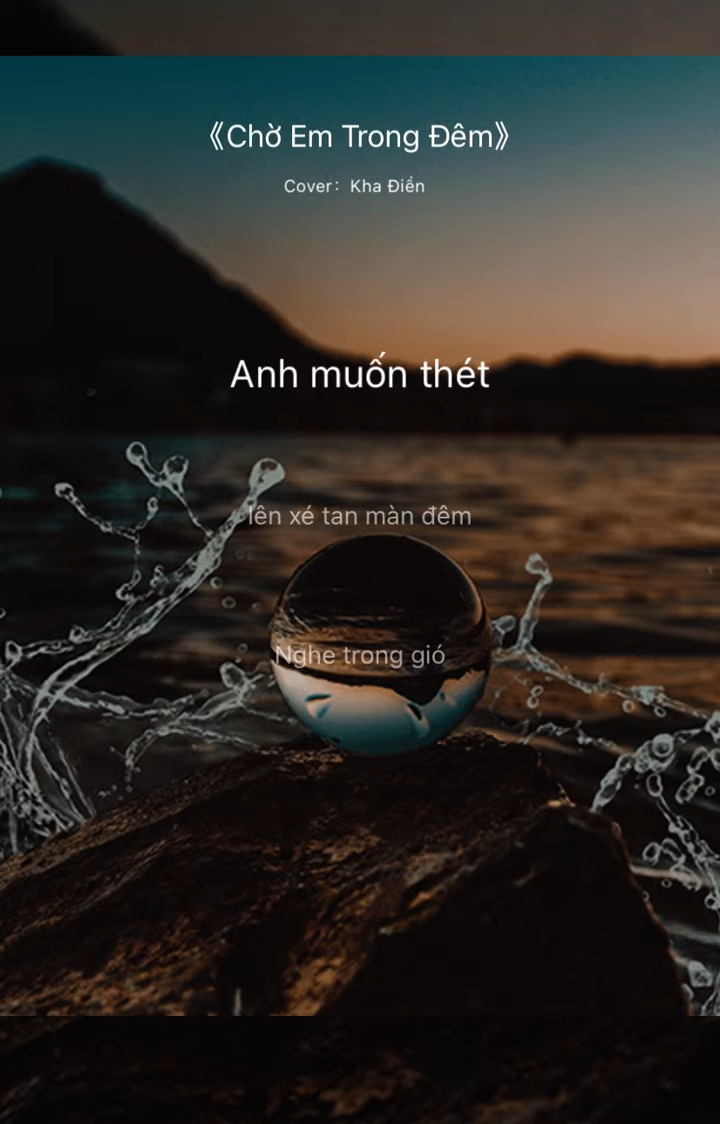 《Chờ Em Trong Đêm》
Cover：Kha Điền
Anh muốn thét
lên xé tan màn đêm
Nghe trong gió